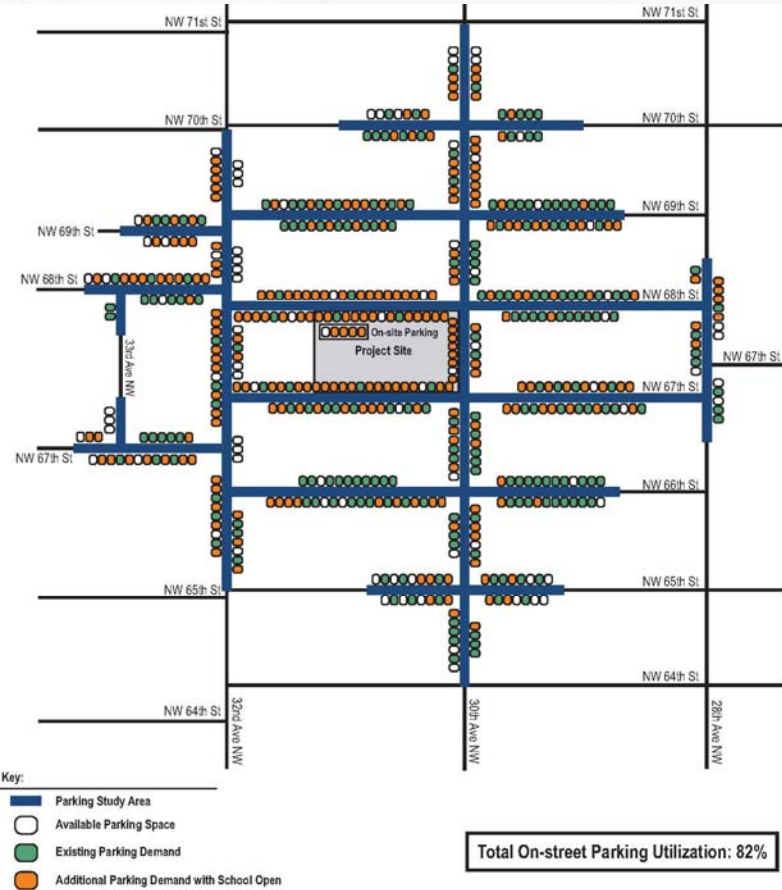 NW 71st St
NW 71st St
NW 70th St
NW 70th St
NW 69th St
NW 69th St
NW 68th St
NW 68th St
On-site Parking
Project Site
33rd Ave NW
NW 67th St
NW 67th St
NW 67th St
NW 66th St
NW 65th St
NW 65th St
NW 64th St
NW 64th St
32nd Ave NW
30th Ave NW
28th Ave NW
Key:
Parking Study Area
Available Parking Space
Existing Parking Demand
Additional Parking Demand with School Open
Total On-street Parking Utilization: 82%